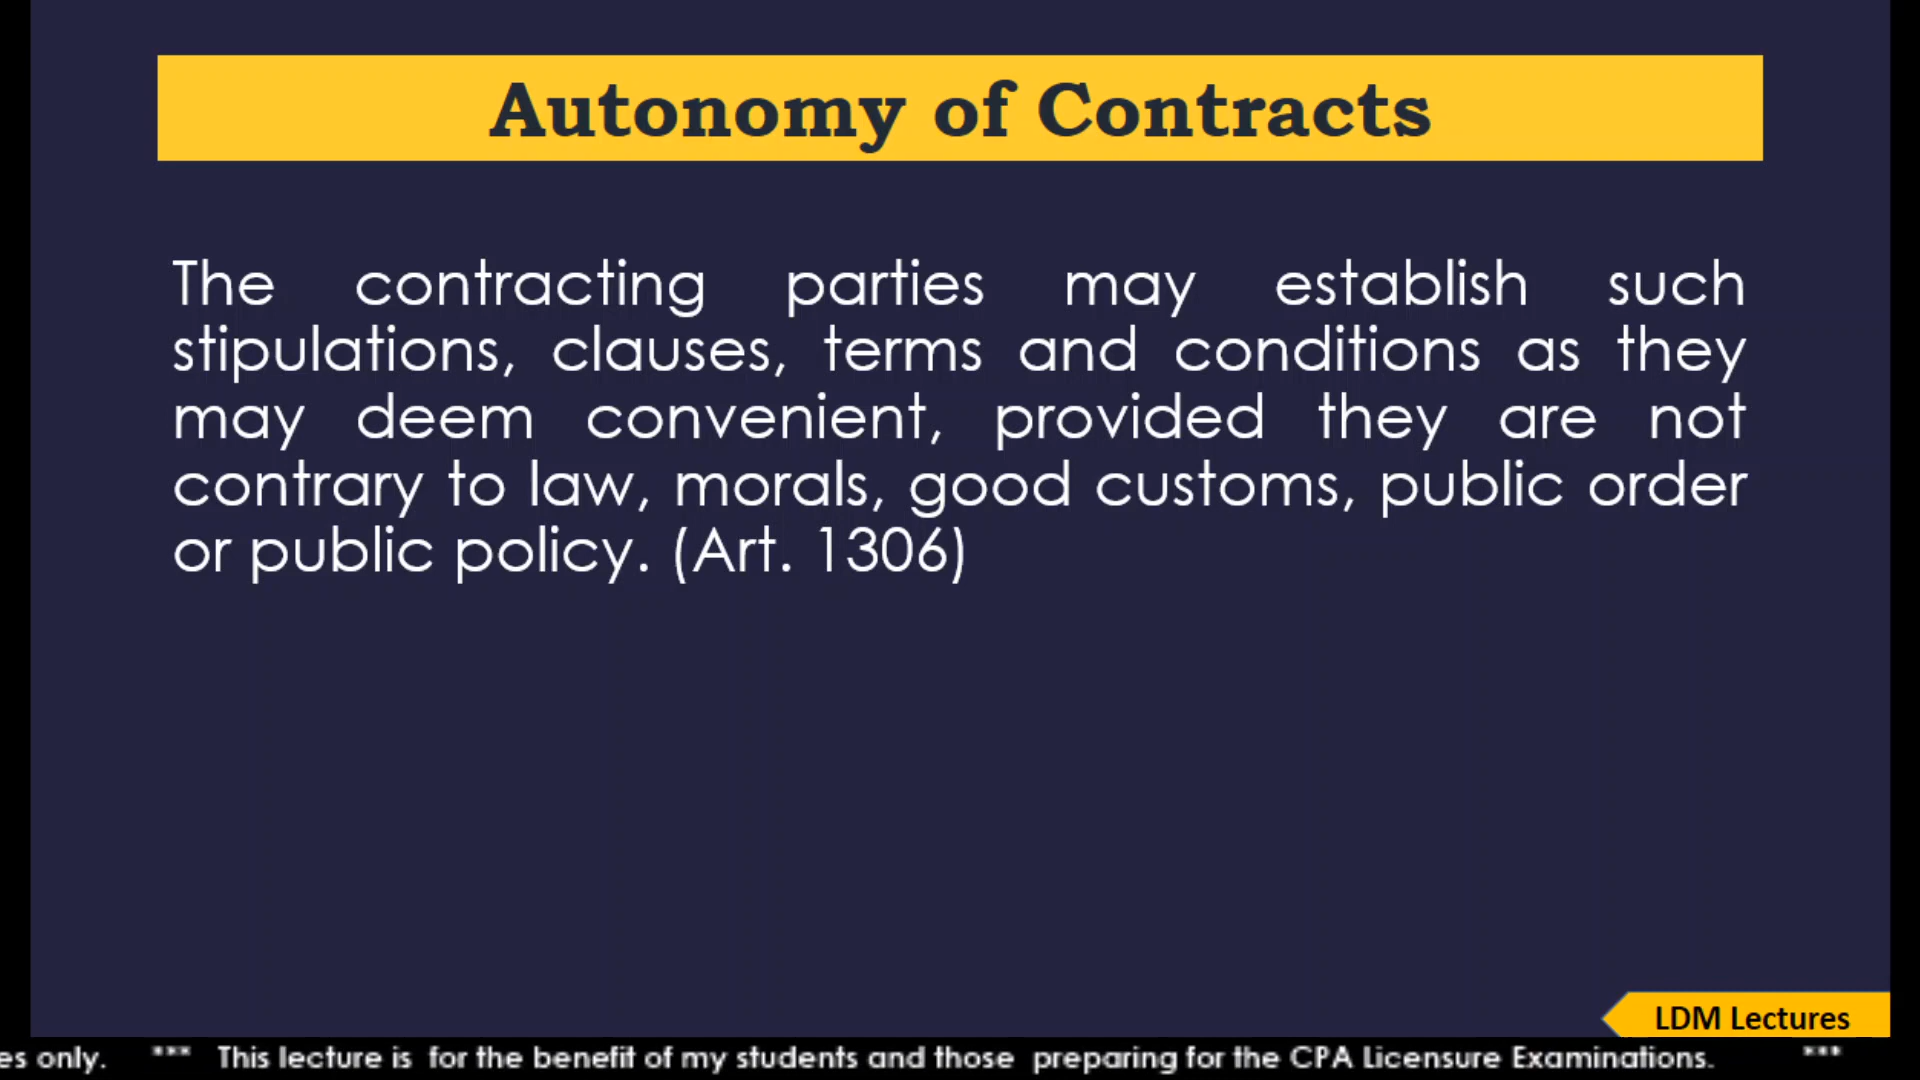 Autonomy of Contracts
The contracting parties may establish such
stipulations, clauses, terms and conditions as they
may deem convenient, provided they are not
contrary to law, morals, good customs, public order
or public policy. (Art. 1306)
LDM Lectures
es only. *** This lecture is for the benefit of my students and those preparing for the CPA Licensure Examinations. ***